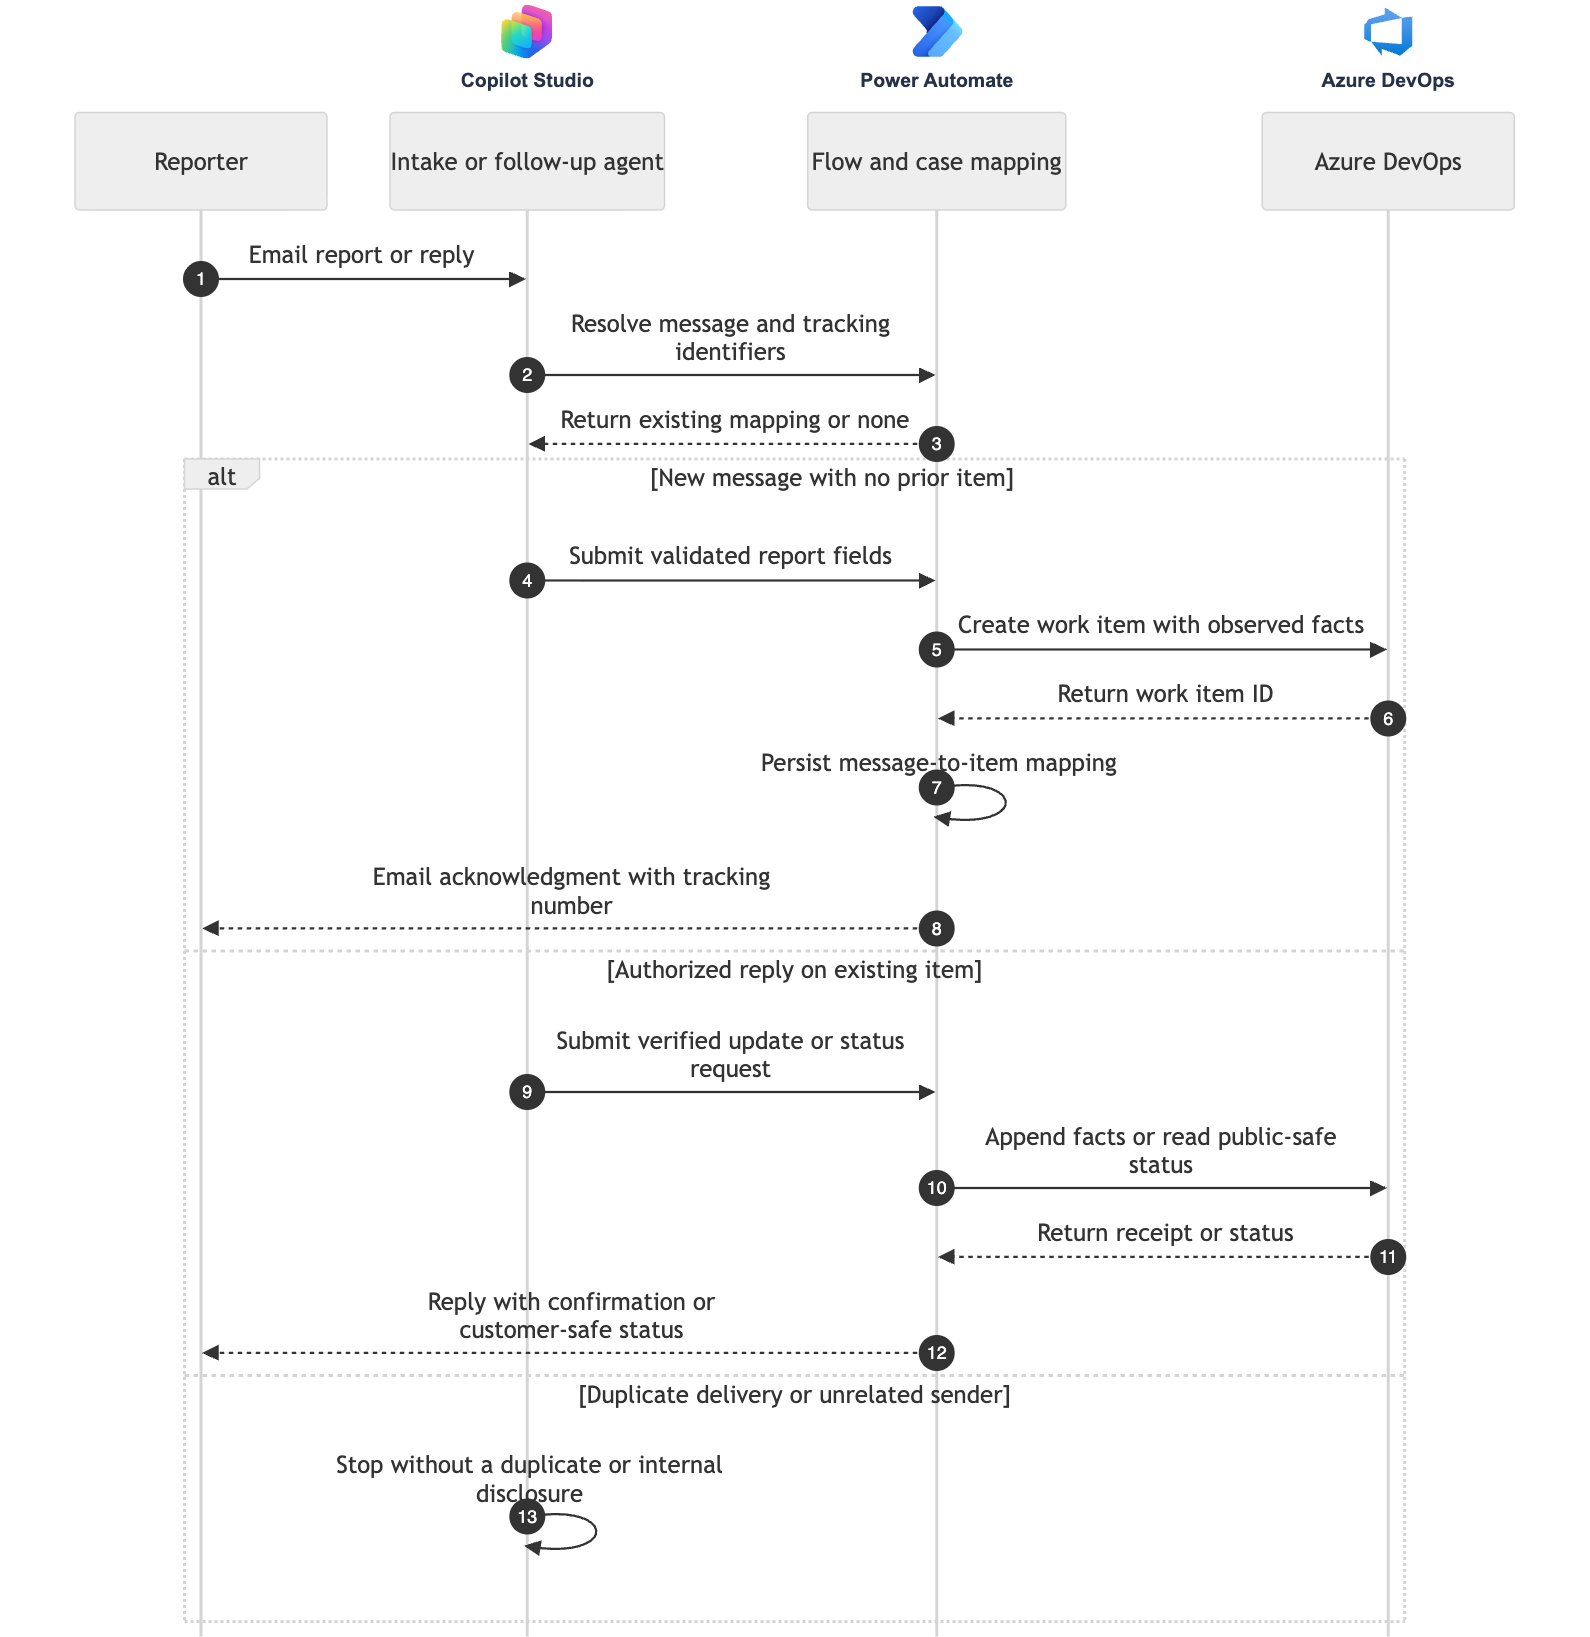 Copilot Studio
Power Automate
Azure DevOps
Reporter
Intake or follow-up agent
Flow and case mapping
Azure DevOps
Email report or reply
1
Resolve message and tracking
identifiers
2
Return existing mapping or none
3
alt
[New message with no prior item]
Submit validated report fields
4
Create work item with observed facts
5
Return work item ID
6
Persist message-to-item mapping
7
Email acknowledgment with tracking
number
8
[Authorized reply on existing item]
Submit verified update or status
request
9
Append facts or read public-safe
status
10
Return receipt or status
11
Reply with confirmation or
customer-safe status
12
[Duplicate delivery or unrelated sender]
Stop without a duplicate or internal
disclosure
13